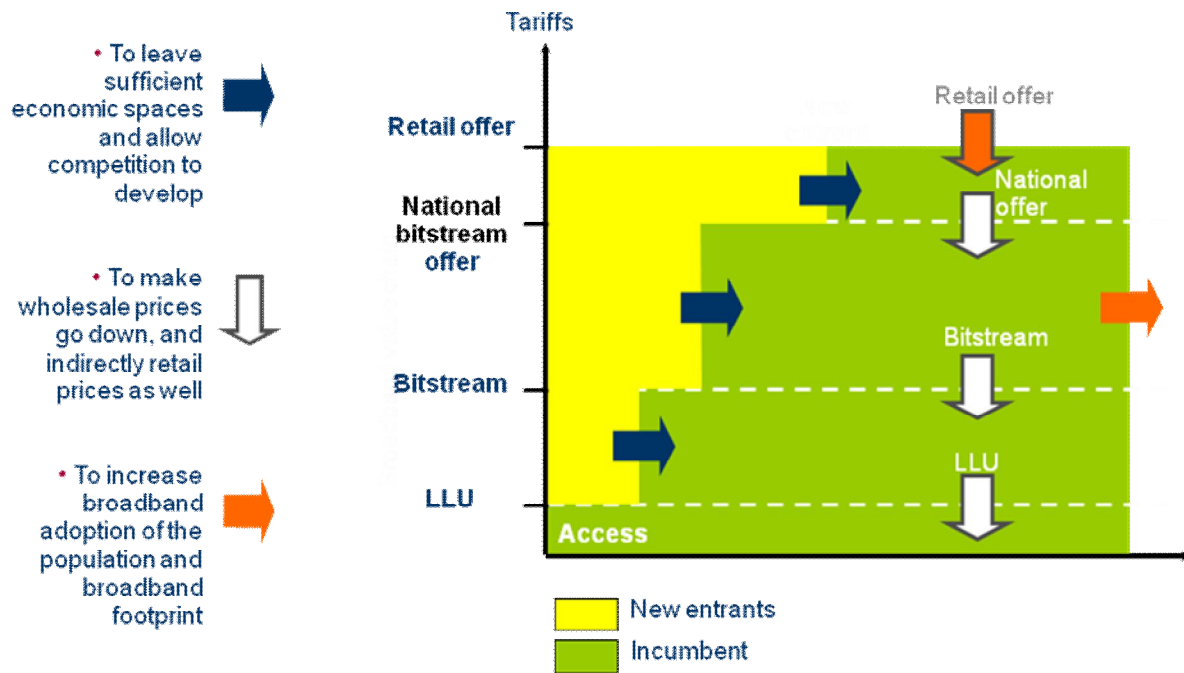 • To leave
sufficient
economic spaces
and allow
competition to
develop
• To make
wholesale prices
go down, and
indirectly retail
prices as well
• To increase
broadband
adoption of the
population and
broadband
footprint
Tariffs
Retail offer
National
bitstream
offer
Bitstream
LLU
Retail offer
National
offer
Bitstream
LLU
Access
New entrants
Incumbent